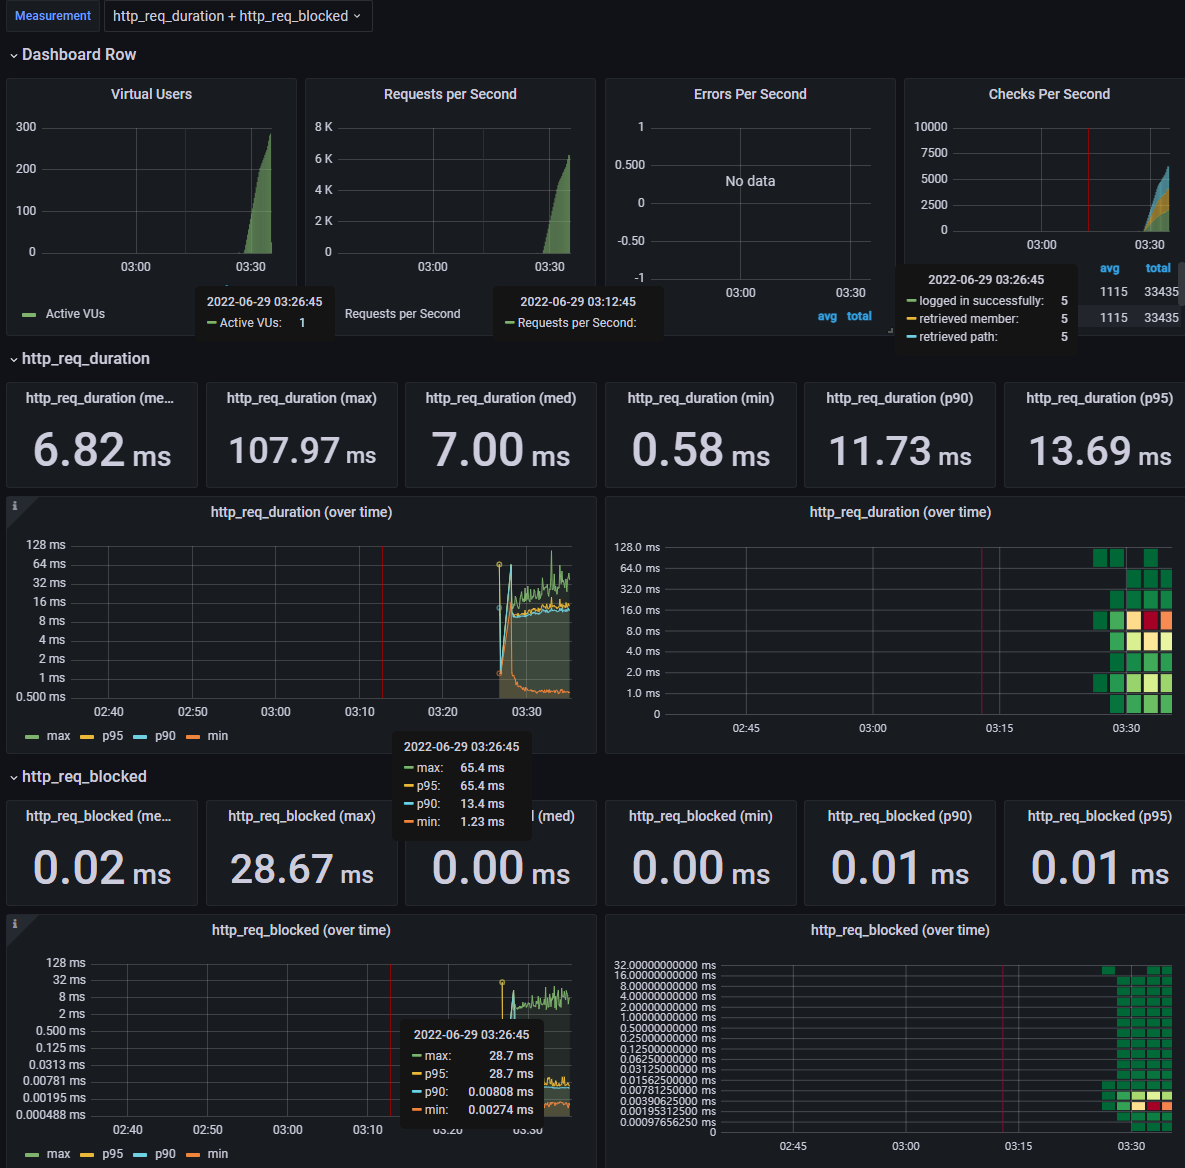 Measurement http_req_duration + http_req_blocked
Dashboard Row
Virtual Users
300
200
100
0
03:00 03:30
Active VUs
2022-06-29 03:26:45
Active VUs: 1
Requests per Second
8 K
6 K
4 K
2 K
0
03:00 03:30
Requests per Second
2022-06-29 03:12:45
Requests per Second:
Errors Per Second
1
0.500
0
-0.50
-1
No data
03:00 03:30
avg total
Checks Per Second
10000
7500
5000
2500
0
03:00 03:30
avg total
1115 33435
1115 33435
2022-06-29 03:26:45
logged in successfully: 5
retrieved member: 5
retrieved path: 5
http_req_duration
http_req_duration (me...
6.82 ms
http_req_duration (max)
107.97 ms
http_req_duration (med)
7.00 ms
http_req_duration (min)
0.58 ms
http_req_duration (p90)
11.73 ms
http_req_duration (p95)
13.69 ms
http_req_duration (over time)
128 ms
64 ms
32 ms
16 ms
8 ms
4 ms
2 ms
1 ms
0.500 ms
02:40 02:50 03:00 03:10 03:20 03:30
max p95 p90 min
2022-06-29 03:26:45
max: 65.4 ms
p95: 65.4 ms
p90: 13.4 ms
min: 1.23 ms
http_req_duration (over time)
128.0 ms
64.0 ms
32.0 ms
16.0 ms
8.0 ms
4.0 ms
2.0 ms
1.0 ms
0
02:45 03:00 03:15 03:30
http_req_blocked
http_req_blocked (me...
0.02 ms
http_req_blocked (max)
28.67 ms
(med)
0.00 ms
http_req_blocked (min)
0.00 ms
http_req_blocked (p90)
0.01 ms
http_req_blocked (p95)
0.01 ms
http_req_blocked (over time)
128 ms
32 ms
8 ms
2 ms
0.500 ms
0.125 ms
0.0313 ms
0.00781 ms
0.00195 ms
0.000488 ms
02:40 02:50 03:00 03:10 03:20 03:30
max p95 p90 min
2022-06-29 03:26:45
max: 28.7 ms
p95: 28.7 ms
p90: 0.00808 ms
min: 0.00274 ms
http_req_blocked (over time)
32.00000000000 ms
16.00000000000 ms
8.00000000000 ms
4.00000000000 ms
2.00000000000 ms
1.00000000000 ms
0.50000000000 ms
0.25000000000 ms
0.12500000000 ms
0.06250000000 ms
0.03125000000 ms
0.01562500000 ms
0.00781250000 ms
0.00390625000 ms
0.00195312500 ms
0.00097656250 ms
0
02:45 03:00 03:15 03:30